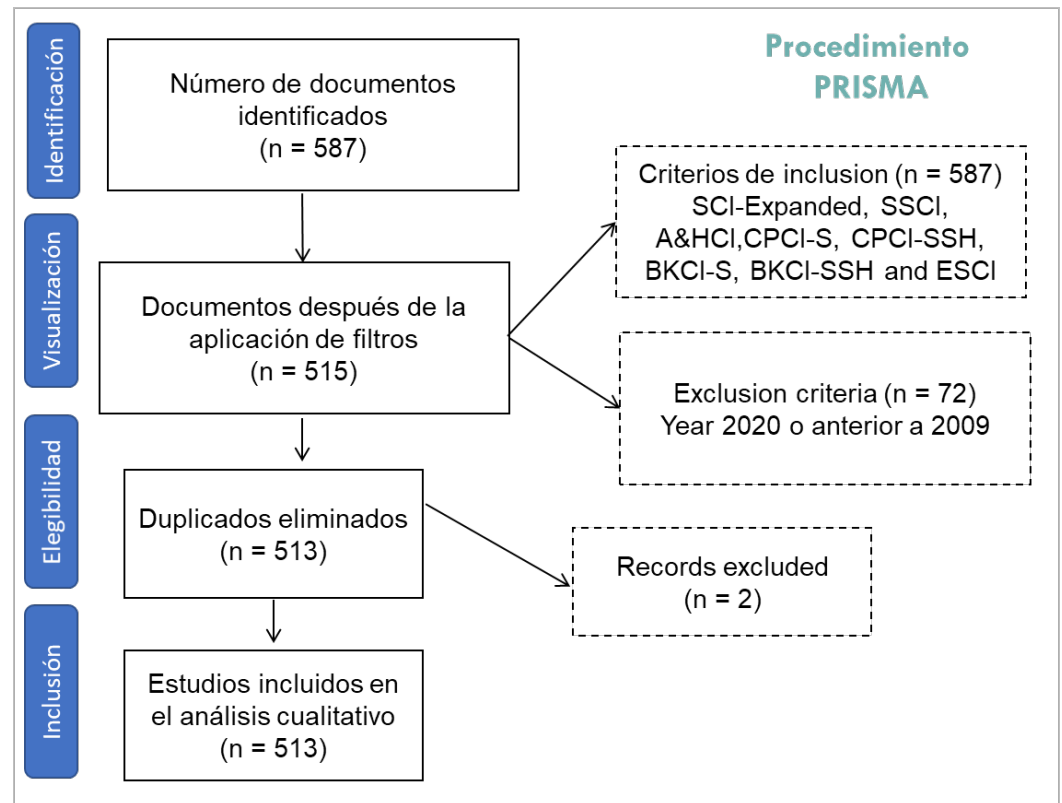 Procedimiento
PRISMA
Identificación
Número de documentos
identificados
(n = 587)
Criterios de inclusion (n = 587)
SCI-Expanded, SSCI,
A&HCI,CPCI-S, CPCI-SSH,
BKCI-S, BKCI-SSH and ESCI
Visualización
Documentos después de la
aplicación de filtros
(n = 515)
Exclusion criteria (n = 72)
Year 2020 o anterior a 2009
Elegibilidad
Duplicados eliminados
(n = 513)
Records excluded
(n = 2)
Inclusión
Estudios incluidos en
el análisis cualitativo
(n = 513)